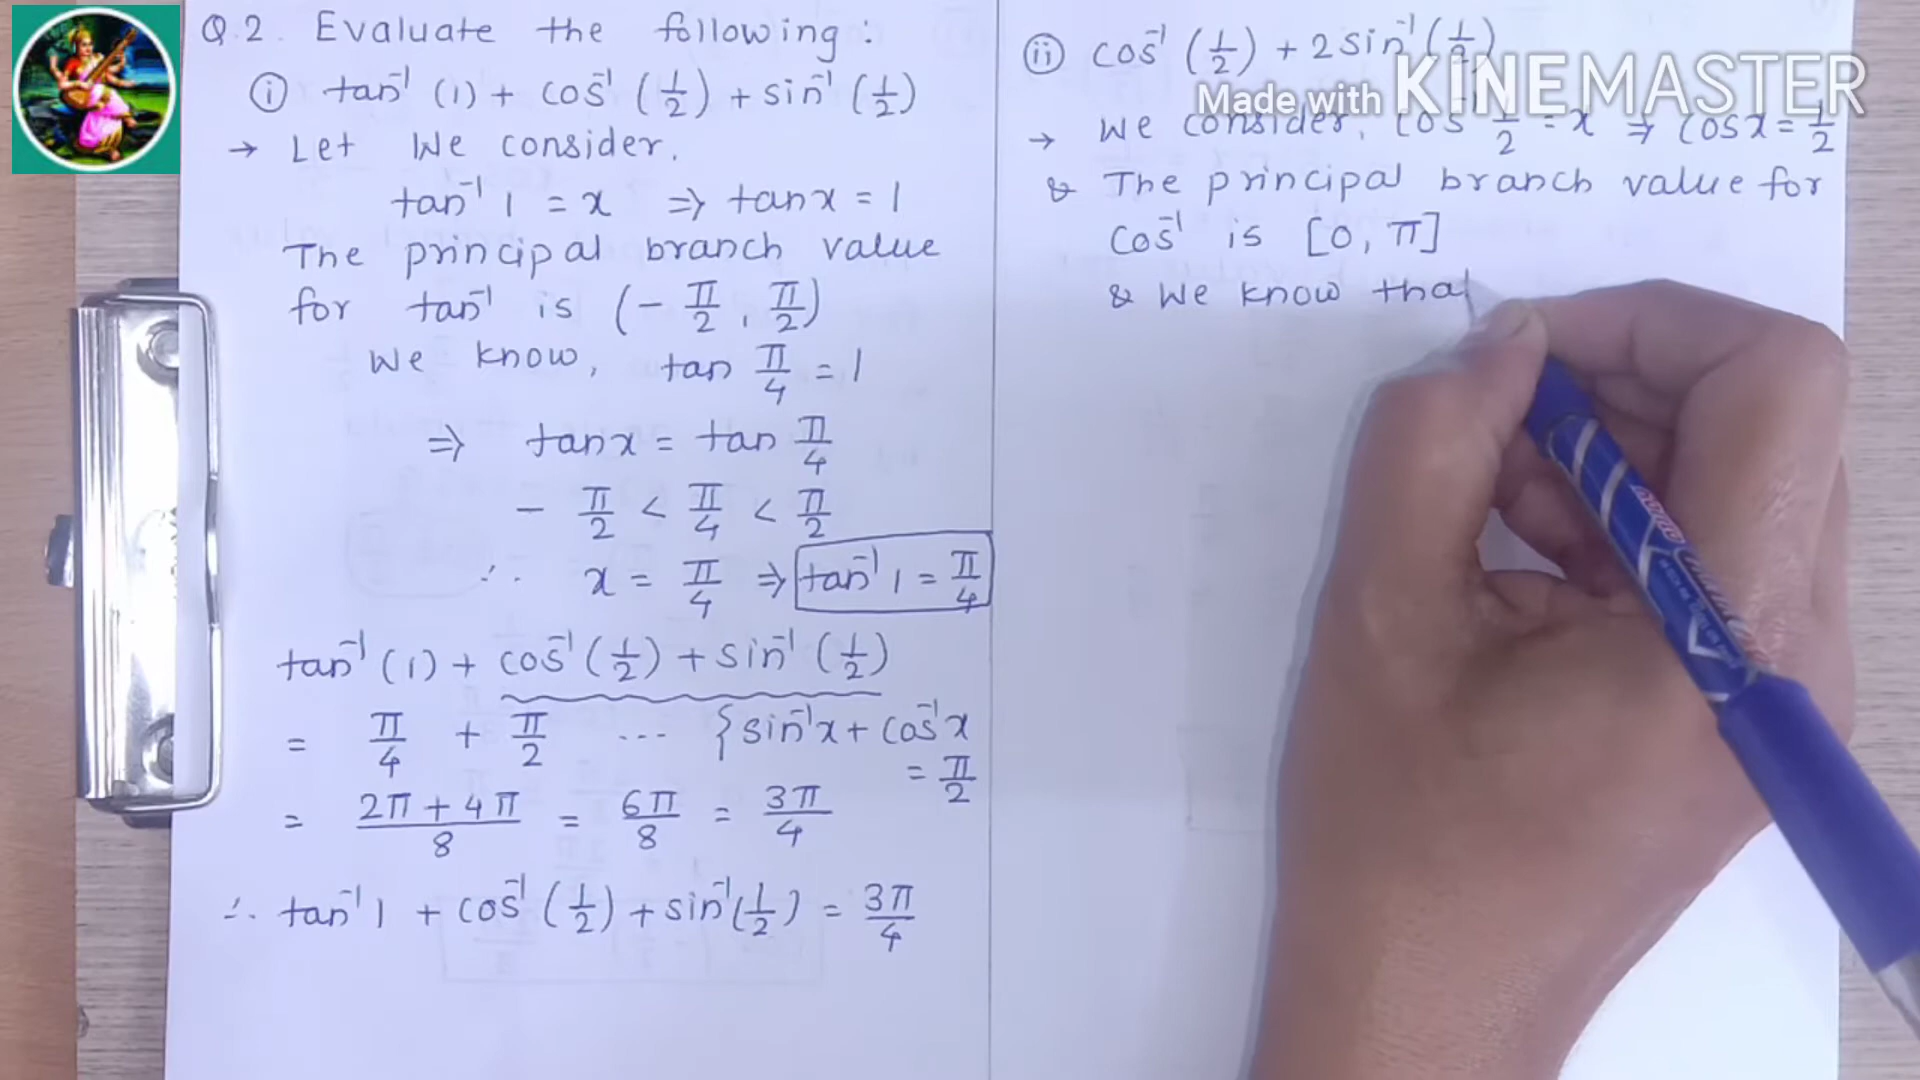 Q.2. Evaluate the following:
ⓘ tan⁻¹ (1) + cos⁻¹ (1/2) + sin⁻¹ (1/2)
→ Let We consider,
tan⁻¹ 1 = x ⇒ tanx = 1
The principal branch value
for tan⁻¹ is (- π/2, π/2)
We know, tan π/4 = 1
⇒ tanx = tan π/4
- π/2 < π/4 < π/2
∴ x = π/4 ⇒ tan⁻¹ 1 = π/4
tan⁻¹ (1) + cos⁻¹ (1/2) + sin⁻¹ (1/2)
= π/4 + π/2 ... {sin⁻¹x + cos⁻¹x
= π/2
= 2π + 4π/8 = 6π/8 = 3π/4
∴ tan⁻¹ 1 + cos⁻¹ (1/2) + sin⁻¹ (1/2) = 3π/4
ⓘⓘ cos⁻¹ (1/2) + 2 sin⁻¹ (1/2)
Made with KINEMASTER
→ We consider, cos⁻¹ 1/2 = x ⇒ cosx = 1/2
& The principal branch value for
cos⁻¹ is [0, π]
& We know that